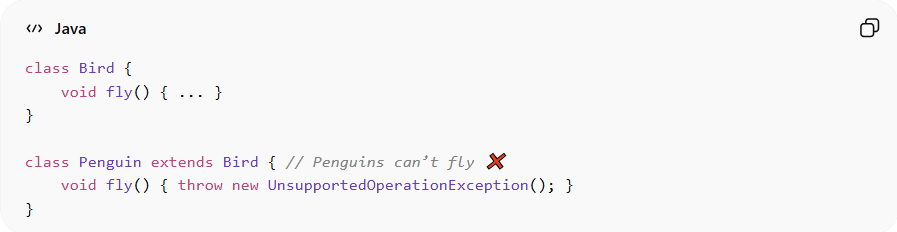 Java
class Bird {
    void fly() { ... }
}
class Penguin extends Bird { // Penguins can’t fly ❌
    void fly() { throw new UnsupportedOperationException(); }
}